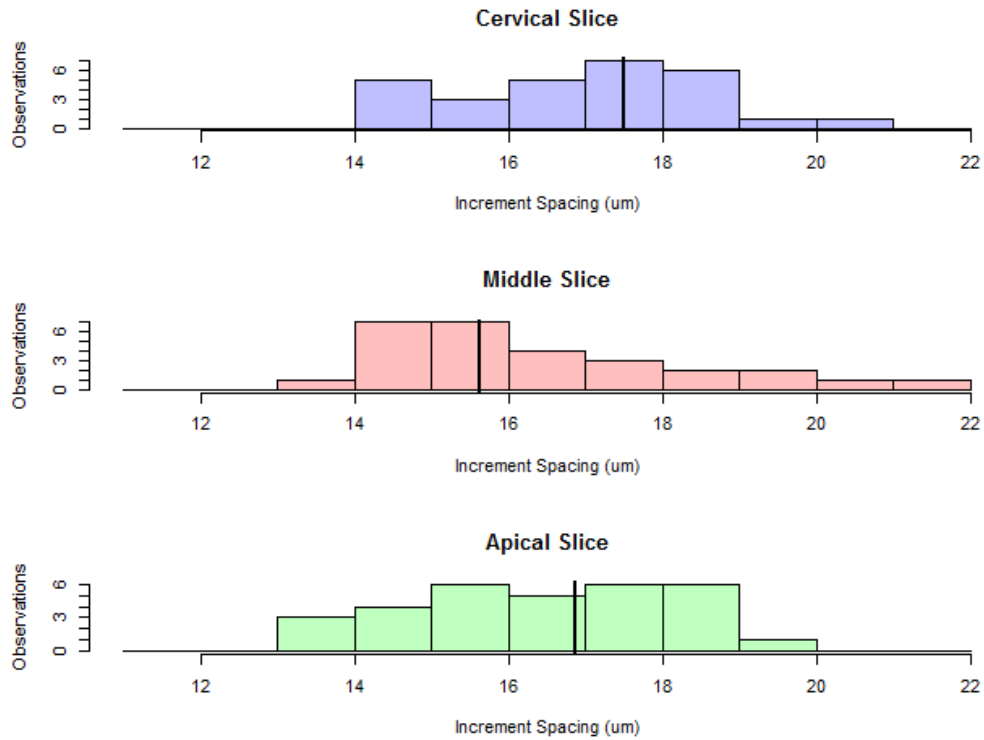 Cervical Slice
Observations
6
3
0
12 14 16 18 20 22
Increment Spacing (um)
Middle Slice
Observations
6
3
0
12 14 16 18 20 22
Increment Spacing (um)
Apical Slice
Observations
6
3
0
12 14 16 18 20 22
Increment Spacing (um)